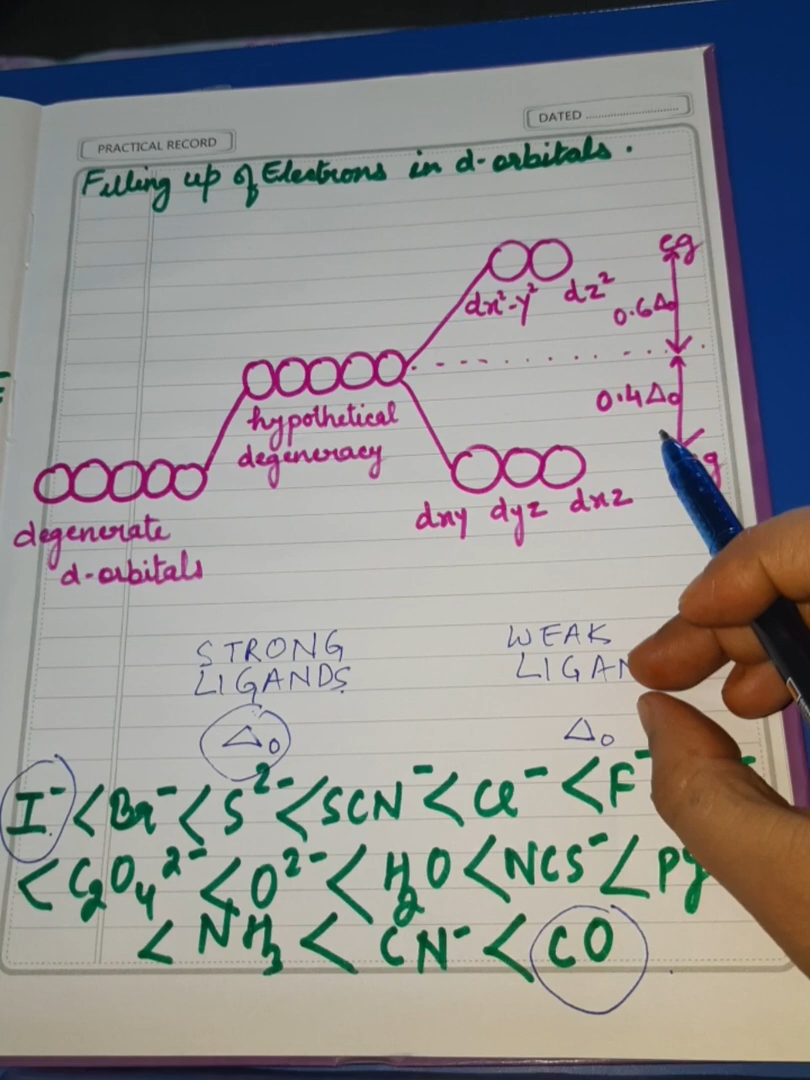 PRACTICAL RECORD
DATED
Filling up of Electrons in d-orbitals.
eg
dx²-y² dz²
0.6Δo
hypothetical
degeneracy
0.4Δo
g
dxy dyz dxz
degenerate
d-orbitals
STRONG
LIGANDS
WEAK
LIGAN
Δo
Δo
I⁻ < Br⁻ < S²⁻ < SCN⁻ < Cl⁻ < F⁻
< C₂O₄²⁻ < O²⁻ < H₂O < NCS⁻ < py
< NH₃ < CN⁻ < CO